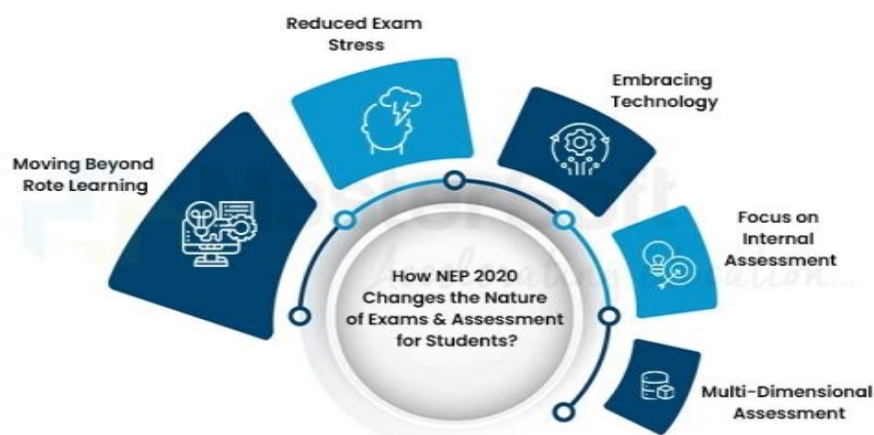 Reduced Exam
Stress
Embracing
Technology
Moving Beyond
Rote Learning
Focus on
Internal
Assessment
How NEP 2020
Changes the Nature
of Exams & Assessment
for Students?
Multi-Dimensional
Assessment